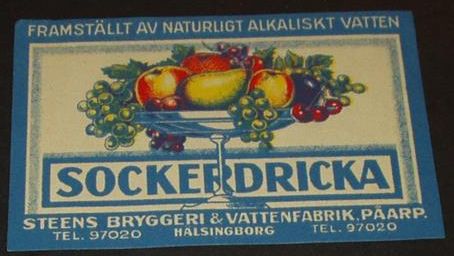 FRAMSTÄLLT AV NATURLIGT ALKALISKT VATTEN
SOCKERDRICKA
STEENS BRYGGERI & VATTENFABRIK, PÅARP.
TEL. 97020 HÄLSINGBORG TEL. 97020